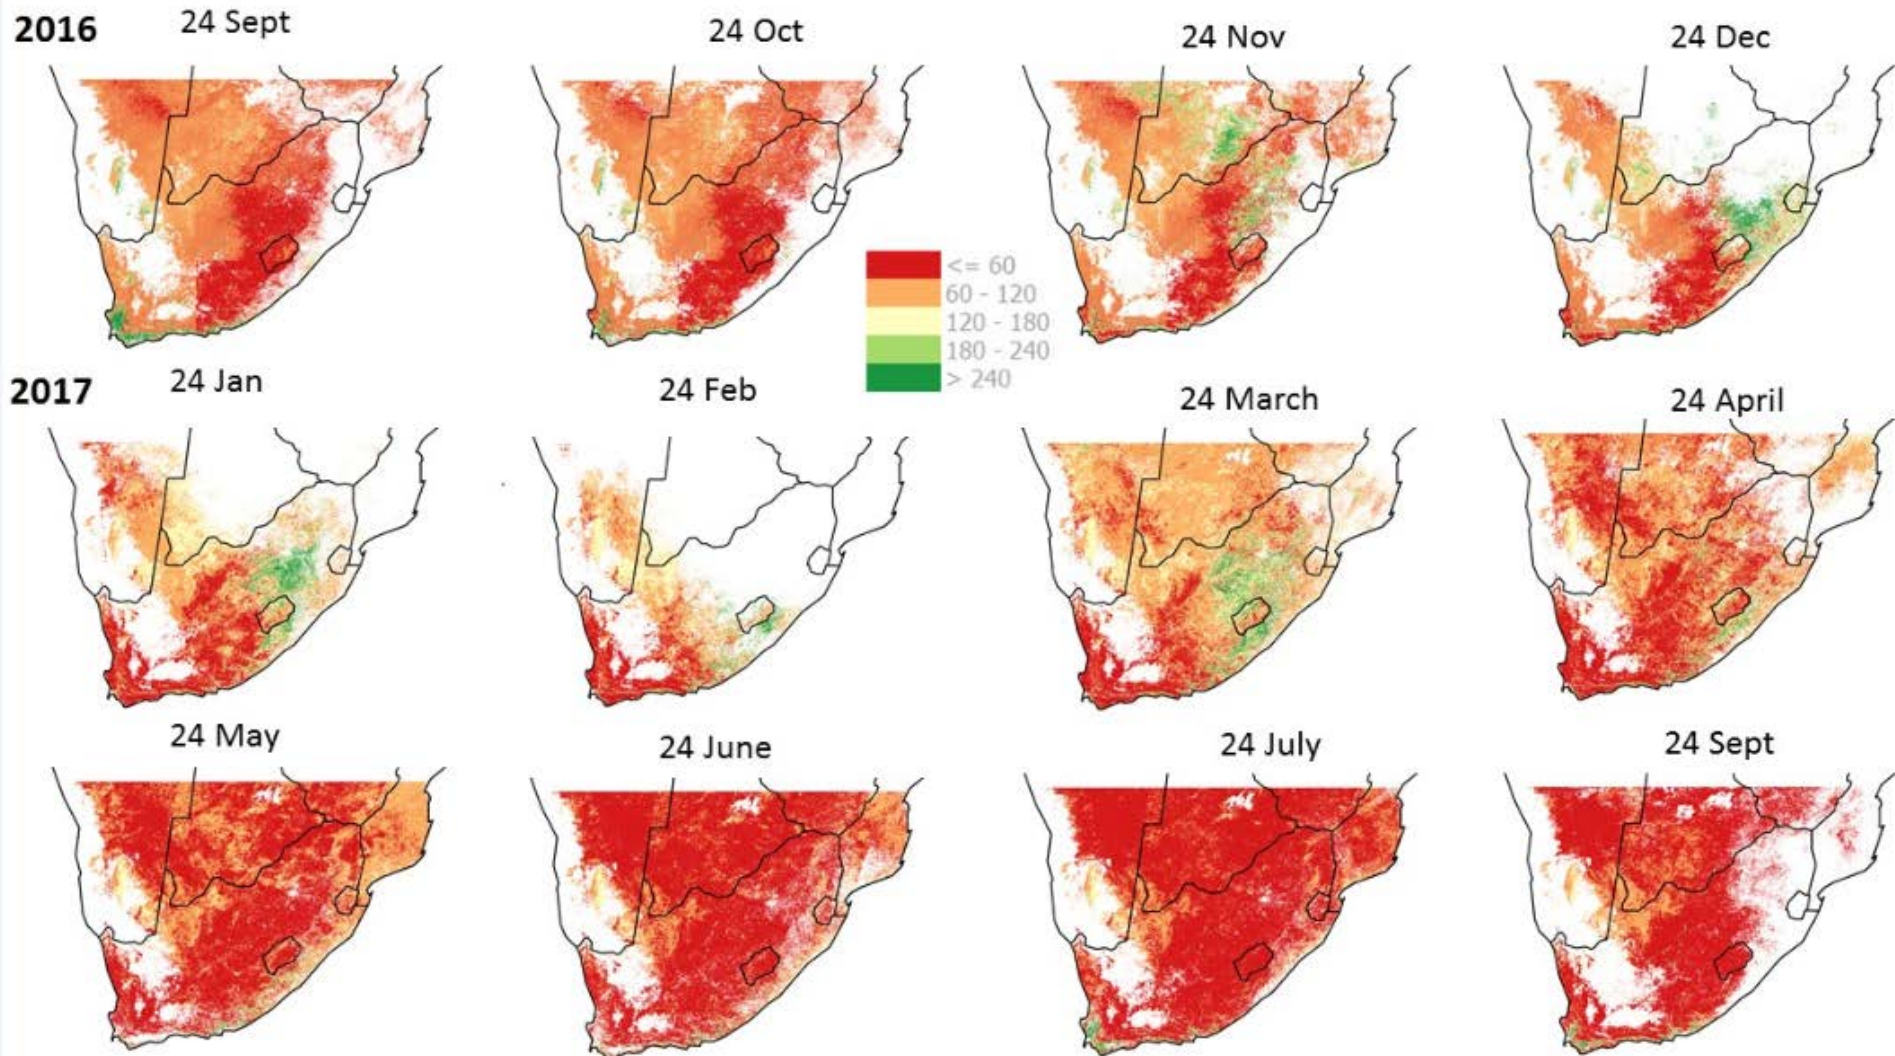 2016
24 Sept
24 Oct
24 Nov
24 Dec
<= 60
60 - 120
120 - 180
180 - 240
> 240
2017
24 Jan
24 Feb
24 March
24 April
24 May
24 June
24 July
24 Sept